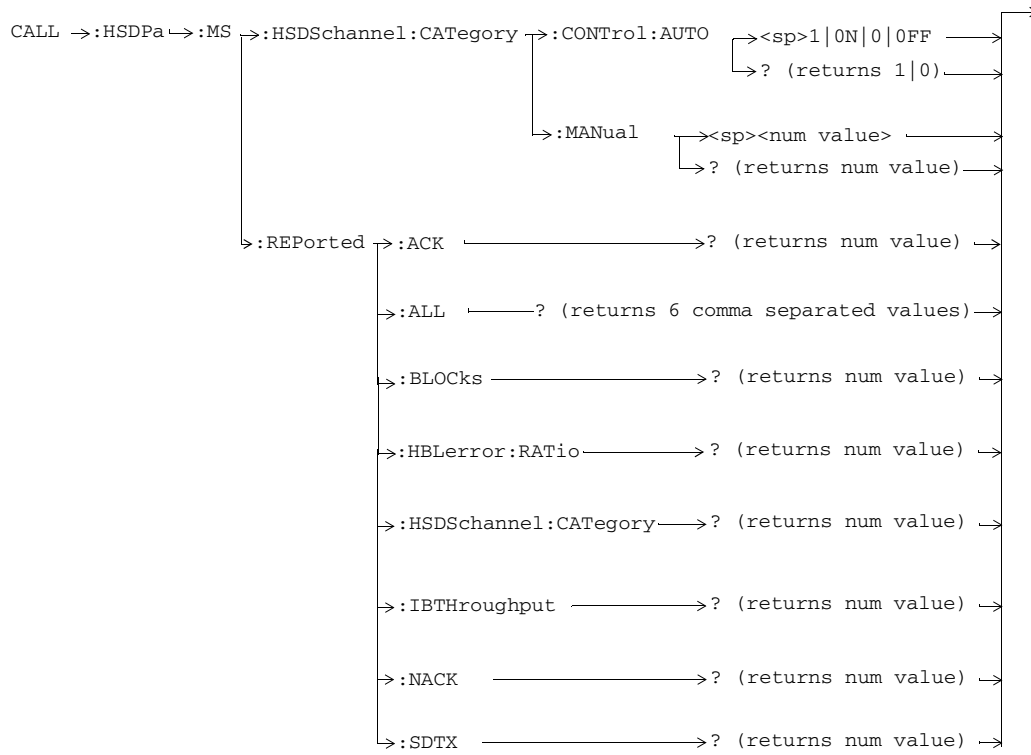 CALL :HSDPa :MS :HSDSchannel:CATegory :CONTrol:AUTO <sp>1|0N|0|0FF
? (returns 1|0)
:MANual <sp><num value>
? (returns num value)
:REPorted :ACK ? (returns num value)
:ALL ? (returns 6 comma separated values)
:BLOCks ? (returns num value)
:HBLerror:RATio ? (returns num value)
:HSDSchannel:CATegory ? (returns num value)
:IBTHroughput ? (returns num value)
:NACK ? (returns num value)
:SDTX ? (returns num value)